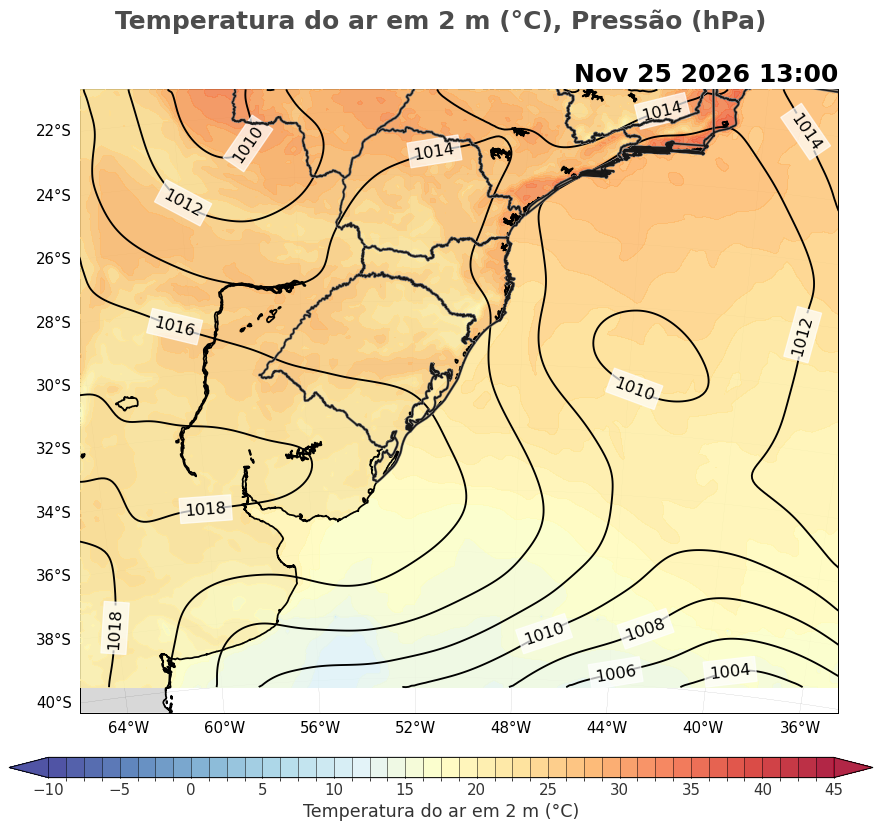 Temperatura do ar em 2 m (°C), Pressão (hPa)
Nov 25 2026 13:00
22°S
24°S
26°S
28°S
30°S
32°S
34°S
36°S
38°S
40°S
1010
1014
1014
1014
1012
1016
1012
1010
1018
1018
1010
1008
1006
1004
64°W 60°W 56°W 52°W 48°W 44°W 40°W 36°W
−10 −5 0 5 10 15 20 25 30 35 40 45
Temperatura do ar em 2 m (°C)